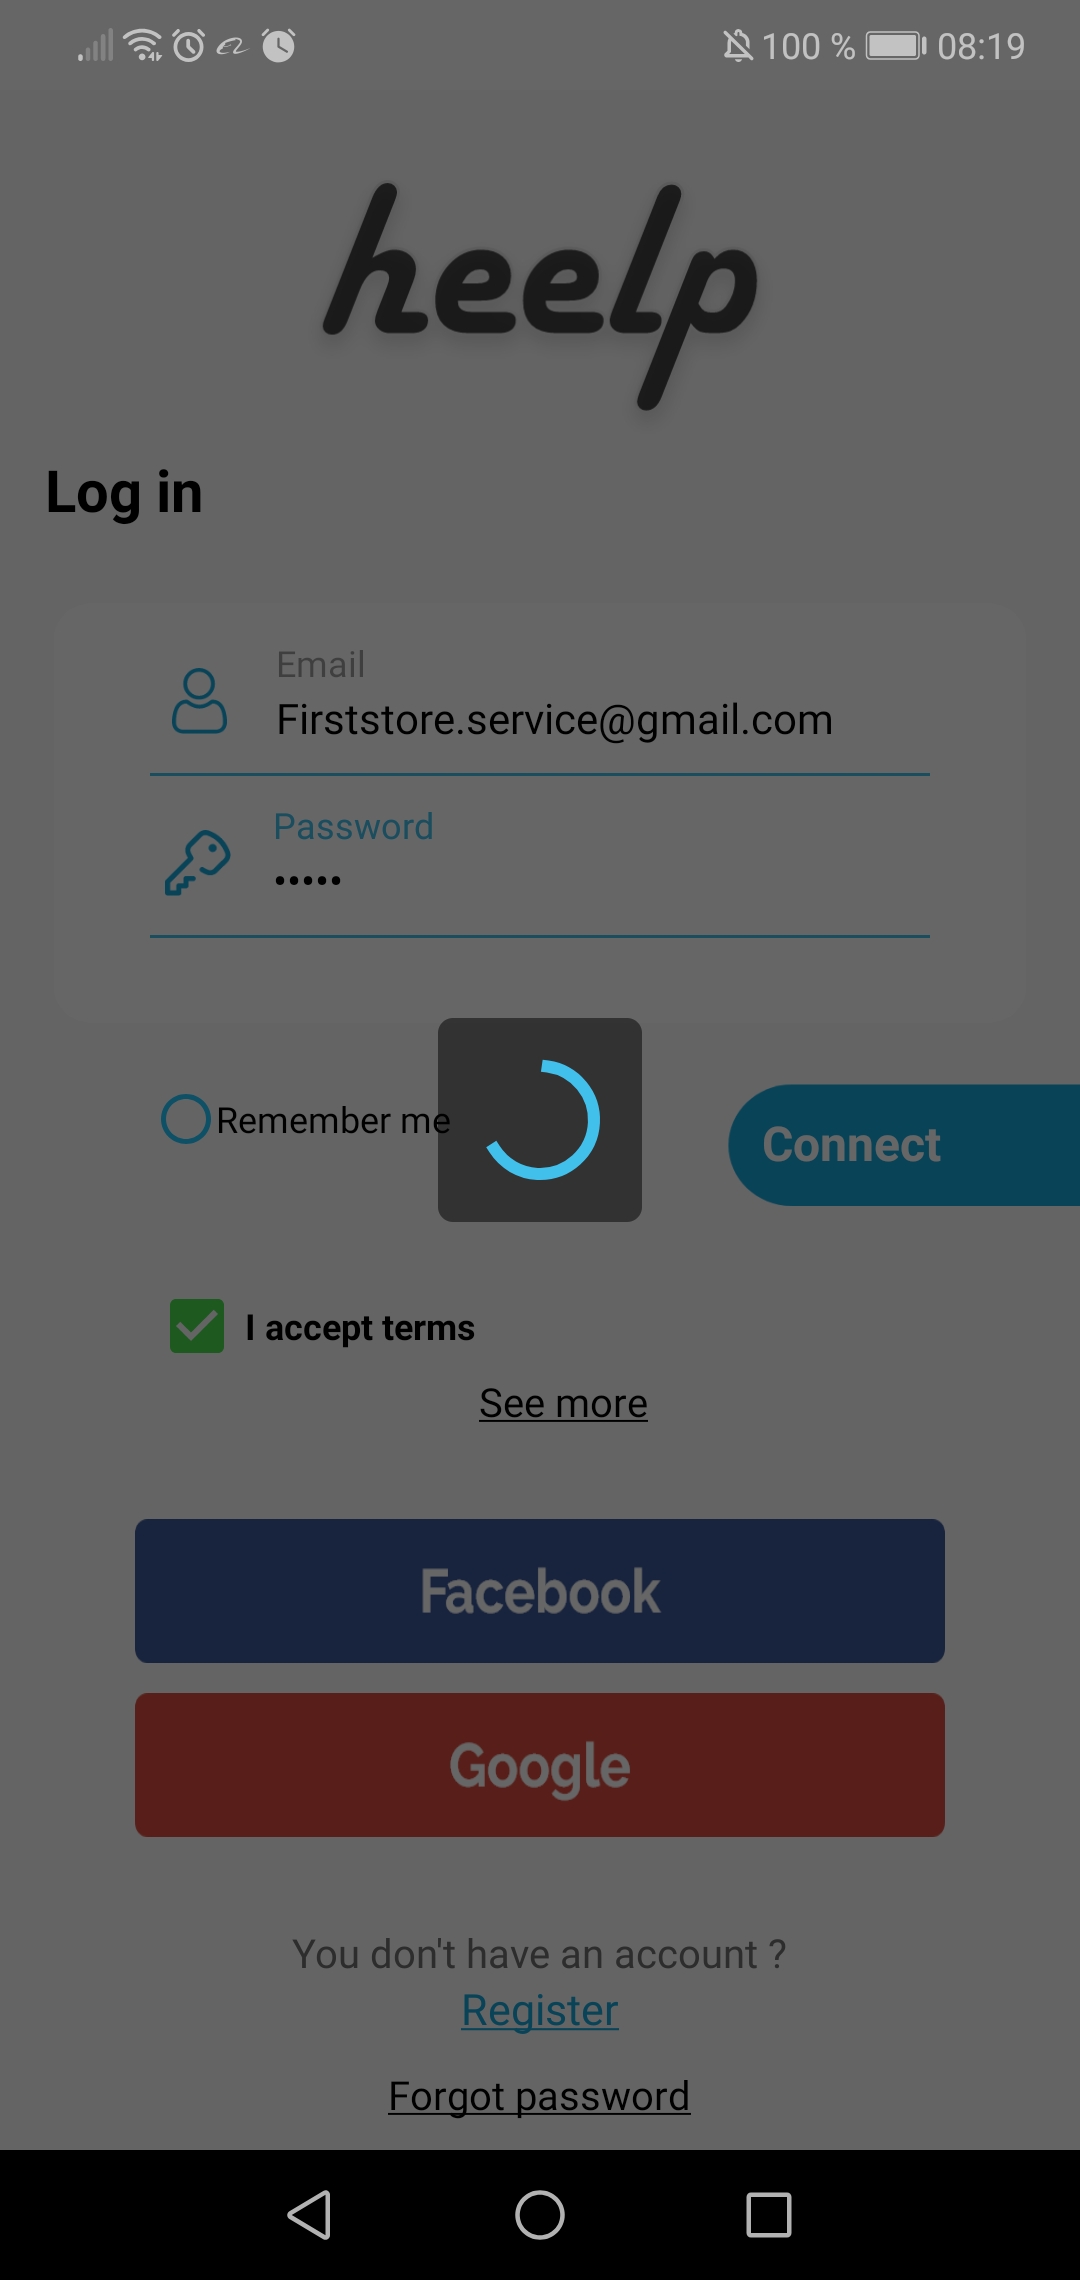 100 % 08:19
heelp
Log in
Email
Firststore.service@gmail.com
Password
•••••
Remember me
Connect
I accept terms
See more
Facebook
Google
You don't have an account ?
Register
Forgot password